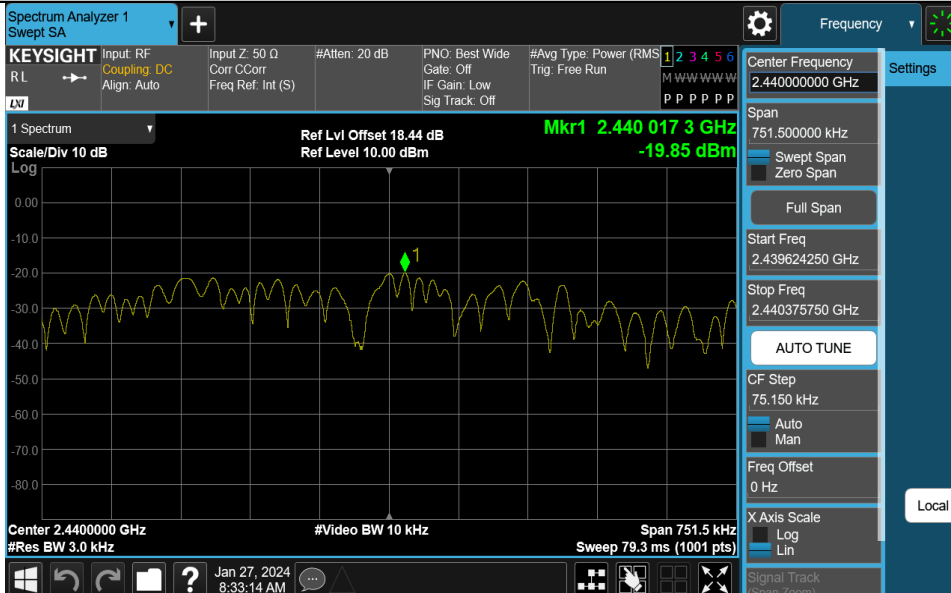 Spectrum Analyzer 1
Swept SA
+
Frequency
KEYSIGHT
R L
LXI
Input: RF
Coupling: DC
Align: Auto
Input Z: 50 Ω
Corr CCorr
Freq Ref: Int (S)
#Atten: 20 dB
PNO: Best Wide
Gate: Off
IF Gain: Low
Sig Track: Off
#Avg Type: Power (RMS
Trig: Free Run
1 2 3 4 5 6
M W W W W W
P P P P P P
1 Spectrum
Scale/Div 10 dB
Log
Ref Lvl Offset 18.44 dB
Ref Level 10.00 dBm
Mkr1 2.440 017 3 GHz
-19.85 dBm
1
0.00
-10.0
-20.0
-30.0
-40.0
-50.0
-60.0
-70.0
-80.0
Center 2.4400000 GHz
#Res BW 3.0 kHz
#Video BW 10 kHz
Span 751.5 kHz
Sweep 79.3 ms (1001 pts)
?
Jan 27, 2024
8:33:14 AM
Center Frequency
2.440000000 GHz
Span
751.500000 kHz
Swept Span
Zero Span
Full Span
Start Freq
2.439624250 GHz
Stop Freq
2.440375750 GHz
AUTO TUNE
CF Step
75.150 kHz
Auto
Man
Freq Offset
0 Hz
X Axis Scale
Log
Lin
Signal Track
(Span Zoom)
Settings
Local